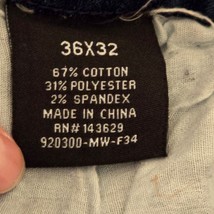 36X32
67% COTTON
31% POLYESTER
2% SPANDEX
MADE IN CHINA
RN# 143629
920300-MW-F34